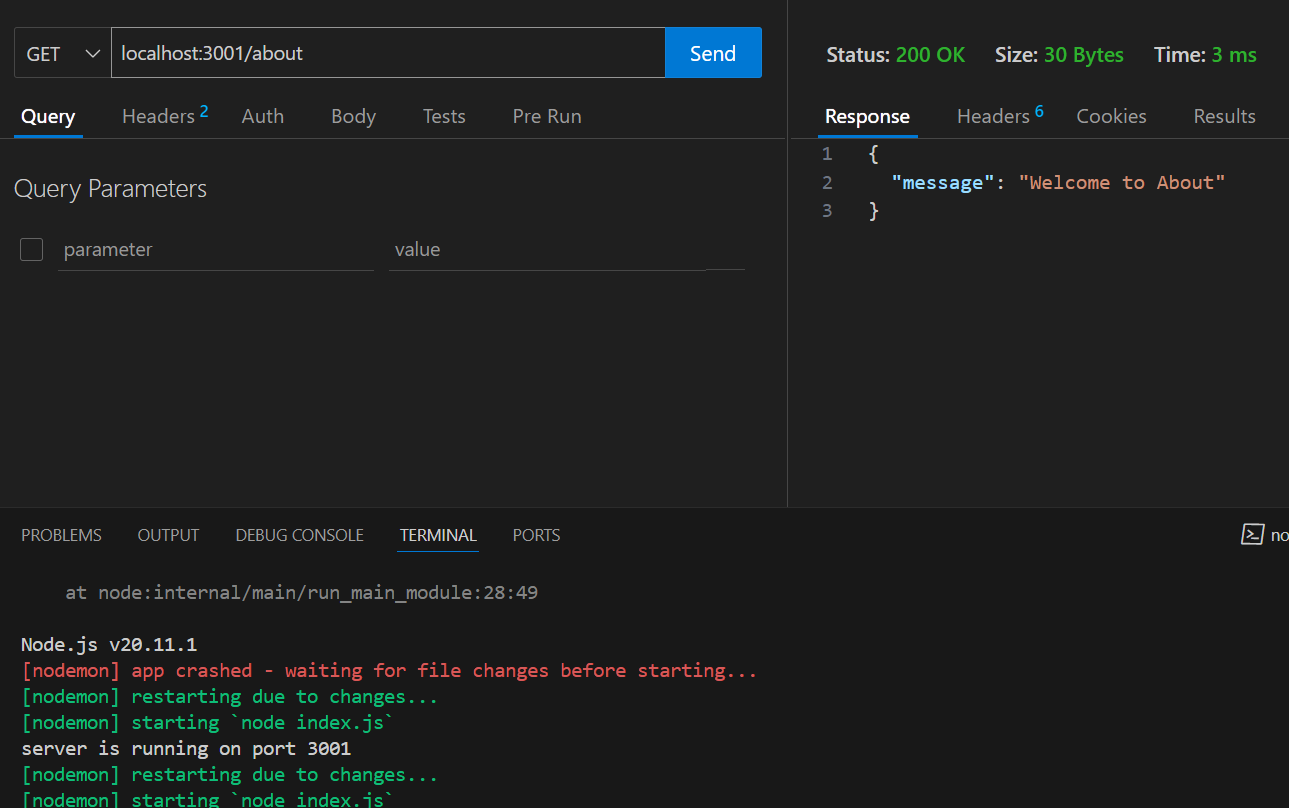 GET localhost:3001/about Send
Status: 200 OK Size: 30 Bytes Time: 3 ms
Query Headers 2 Auth Body Tests Pre Run
Response Headers 6 Cookies Results
Query Parameters
parameter value
1 {
2 "message": "Welcome to About"
3 }
PROBLEMS OUTPUT DEBUG CONSOLE TERMINAL PORTS
no
at node:internal/main/run_main_module:28:49
Node.js v20.11.1
[nodemon] app crashed - waiting for file changes before starting...
[nodemon] restarting due to changes...
[nodemon] starting `node index.js`
server is running on port 3001
[nodemon] restarting due to changes...
[nodemon] starting `node index.js`